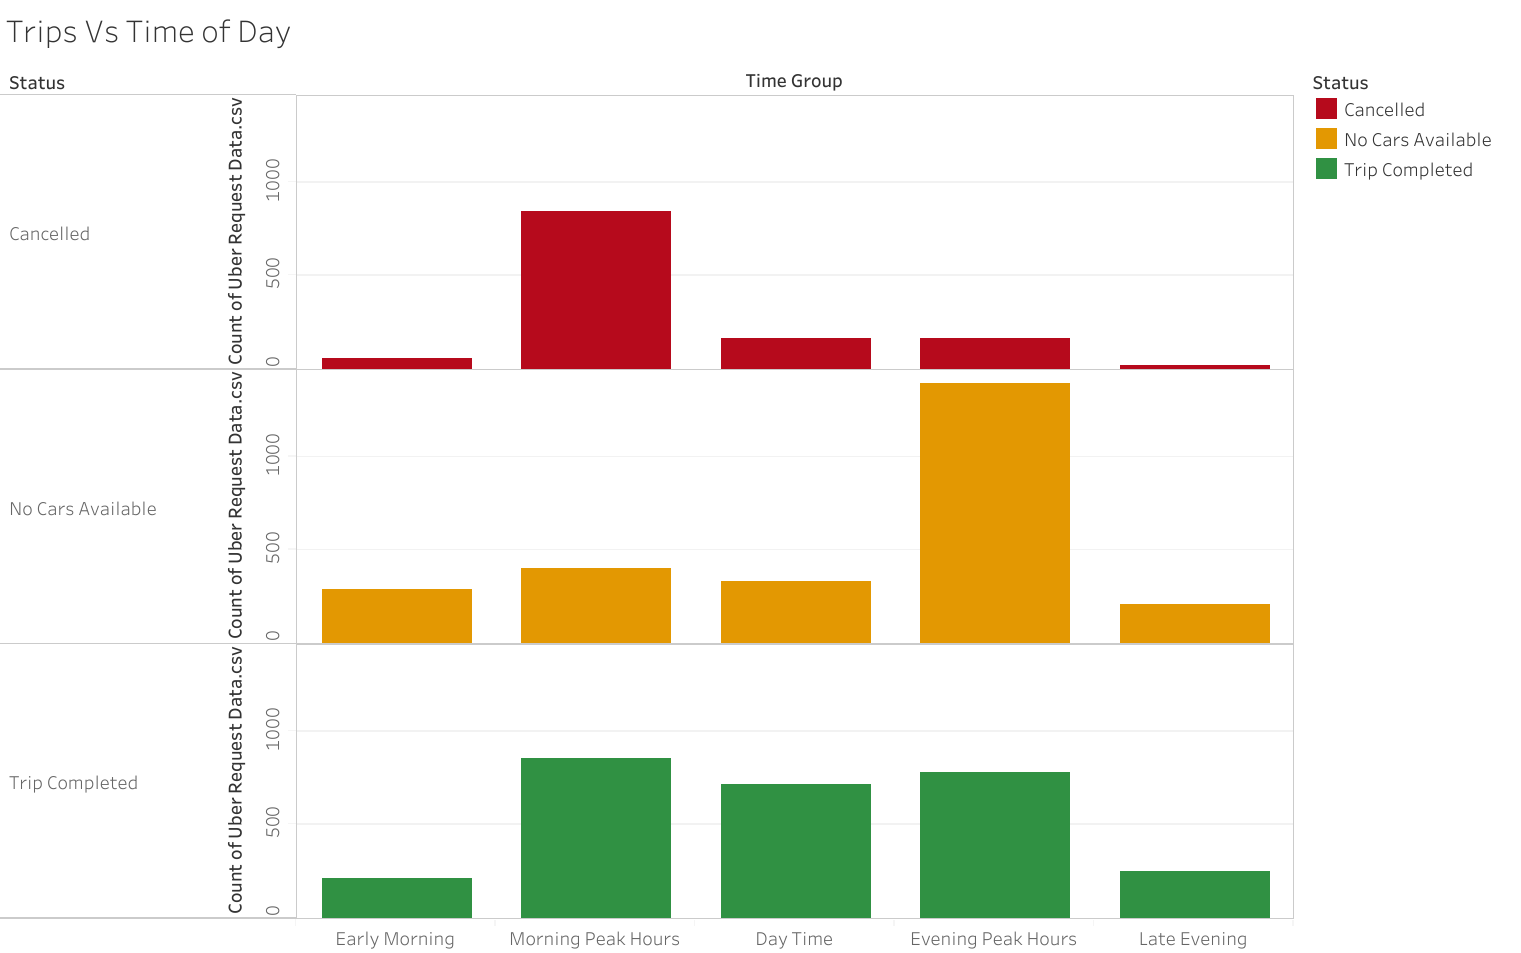 Trips Vs Time of Day
Status
Time Group
Cancelled
Count of Uber Request Data.csv
1000
500
0
No Cars Available
Count of Uber Request Data.csv
1000
500
0
Trip Completed
Count of Uber Request Data.csv
1000
500
0
Early Morning
Morning Peak Hours
Day Time
Evening Peak Hours
Late Evening
Status
Cancelled
No Cars Available
Trip Completed